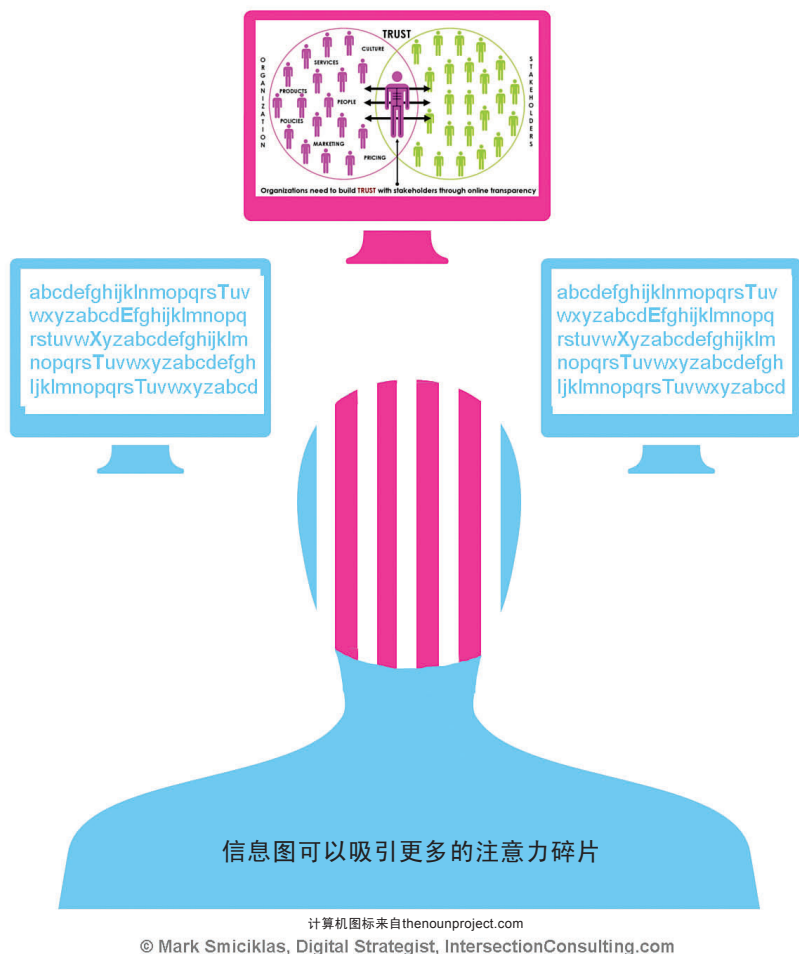 TRUST
ORGANIZATION
CULTURE
SERVICES
PRODUCTS
PEOPLE
POLICIES
MARKETING
PRICING
STAKEHOLDERS
Organizations need to build TRUST with stakeholders through online transparency
abcdefghijklnmopqrsTuv
wxyzabcdEfghijklmnopq
rstuvwXyzabcdefghijklm
nopqrsTuvwxyzabcdefgh
IjklmnopqrsTuvwxyzabcd
abcdefghijklnmopqrsTuv
wxyzabcdEfghijklmnopq
rstuvwXyzabcdefghijklm
nopqrsTuvwxyzabcdefgh
IjklmnopqrsTuvwxyzabcd
信息图可以吸引更多的注意力碎片
计算机图标来自thenounproject.com
© Mark Smiciklas, Digital Strategist, IntersectionConsulting.com